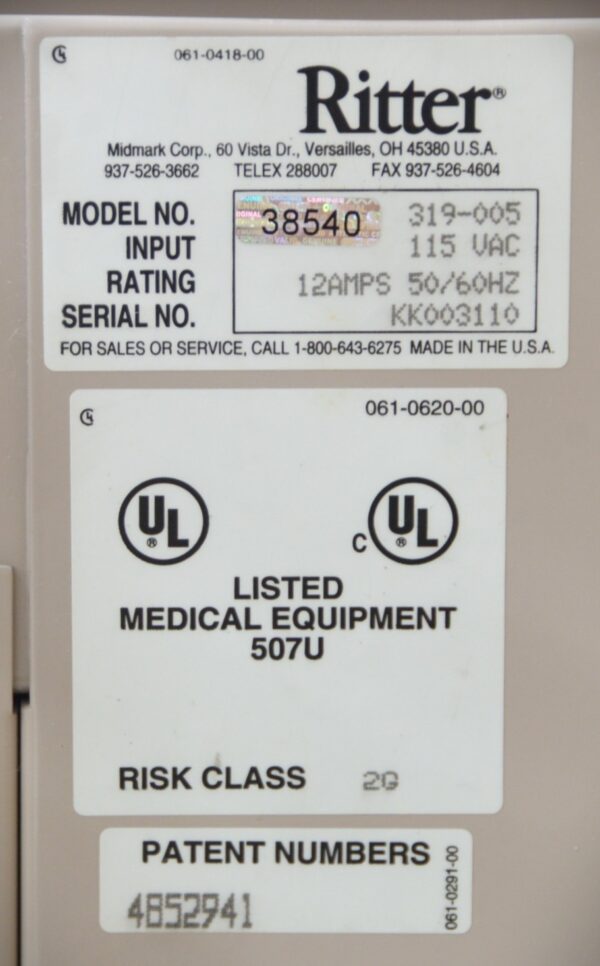 061-0418-00
Ritter®
Midmark Corp., 60 Vista Dr., Versailles, OH 45380 U.S.A.
937-526-3662 TELEX 288007 FAX 937-526-4604
MODEL NO. 38540 319-005
INPUT 115 VAC
RATING 12AMPS 50/60HZ
SERIAL NO. KK003110
FOR SALES OR SERVICE, CALL 1-800-643-6275 MADE IN THE U.S.A.
061-0620-00
UL® C UL®
LISTED
MEDICAL EQUIPMENT
507U
RISK CLASS 2G
PATENT NUMBERS
4852941
061-0291-00